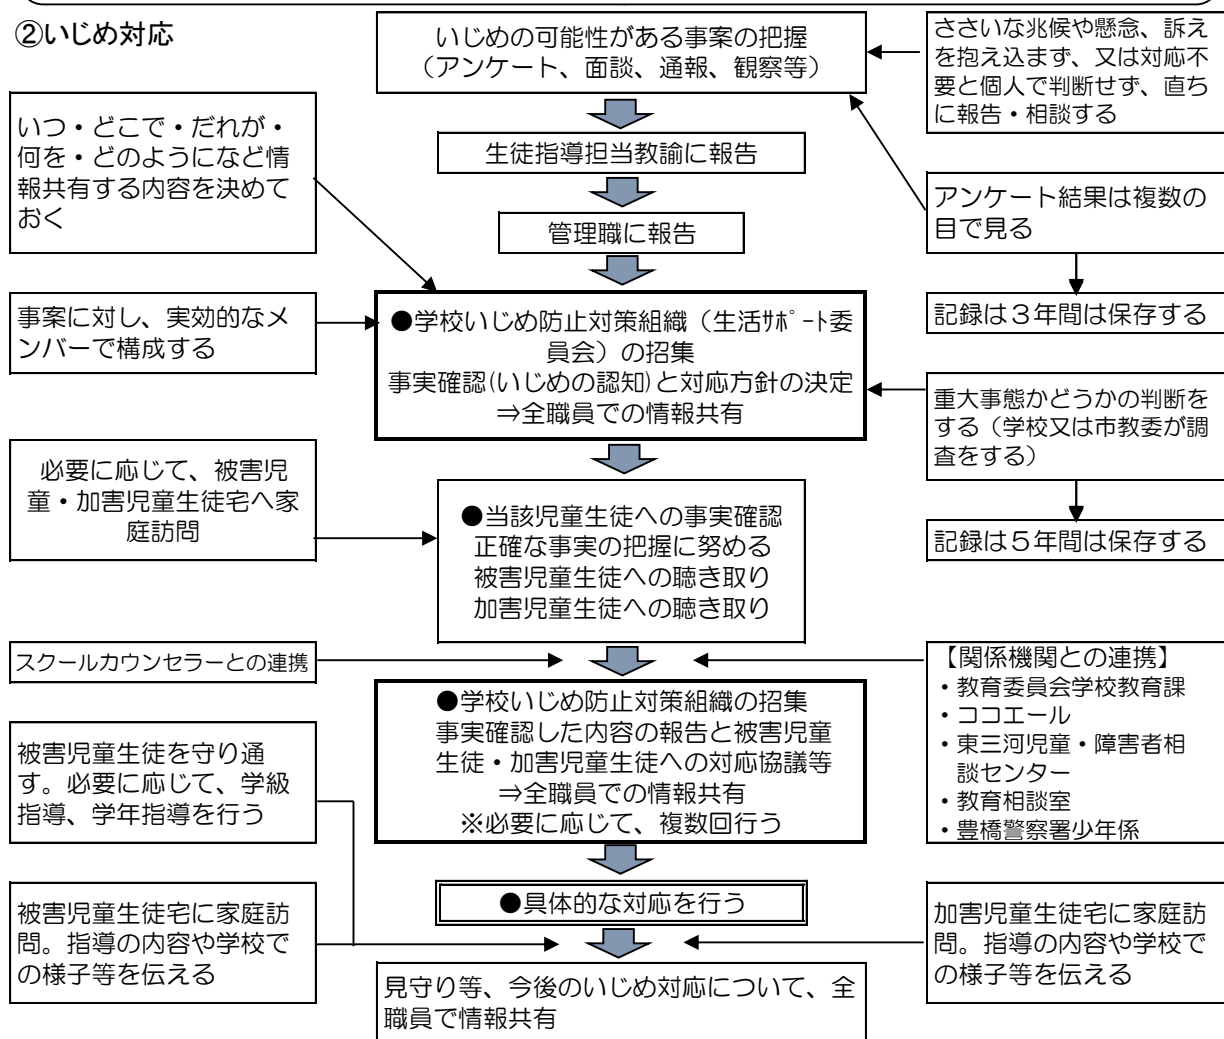 ②いじめ対応
いじめの可能性がある事案の把握
（アンケート、面談、通報、観察等）
ささいな兆候や懸念、訴え
を抱え込まず、又は対応不
要と個人で判断せず、直ち
に報告・相談する
いつ・どこで・だれが・
何を・どのようになど情
報共有する内容を決めて
おく
生徒指導担当教諭に報告
アンケート結果は複数の
目で見る
管理職に報告
記録は３年間は保存する
事案に対し、実効的なメ
ンバーで構成する
●学校いじめ防止対策組織（生活ｻﾎﾟｰﾄ委
員会）の招集
事実確認(いじめの認知)と対応方針の決定
⇒全職員での情報共有
重大事態かどうかの判断を
する（学校又は市教委が調
査をする）
記録は５年間は保存する
必要に応じて、被害児
童・加害児童生徒宅へ家
庭訪問
●当該児童生徒への事実確認
正確な事実の把握に努める
被害児童生徒への聴き取り
加害児童生徒への聴き取り
スクールカウンセラーとの連携
【関係機関との連携】
・教育委員会学校教育課
・ココエール
・東三河児童・障害者相
談センター
・教育相談室
・豊橋警察署少年係
●学校いじめ防止対策組織の招集
事実確認した内容の報告と被害児童
生徒・加害児童生徒への対応協議等
⇒全職員での情報共有
※必要に応じて、複数回行う
被害児童生徒を守り通
す。必要に応じて、学級
指導、学年指導を行う
●具体的な対応を行う
被害児童生徒宅に家庭訪
問。指導の内容や学校で
の様子等を伝える
加害児童生徒宅に家庭訪
問。指導の内容や学校で
の様子等を伝える
見守り等、今後のいじめ対応について、全
職員で情報共有